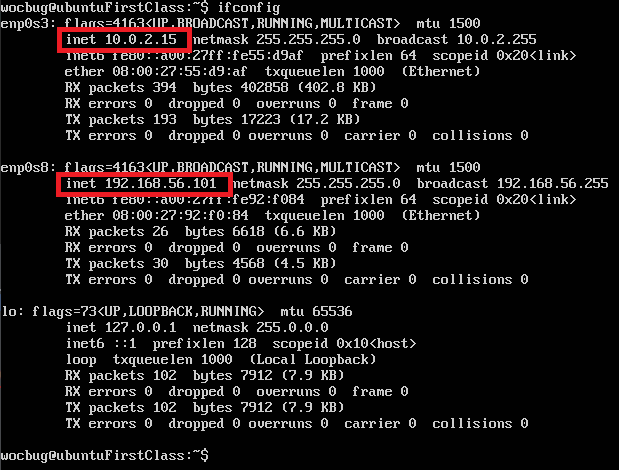 wocbug@ubuntuFirstClass:~$ ifconfig
enp0s3: flags=4163<UP,BROADCAST,RUNNING,MULTICAST>  mtu 1500
        inet 10.0.2.15  netmask 255.255.255.0  broadcast 10.0.2.255
        inet6 fe80::a00:27ff:fe55:d9af  prefixlen 64  scopeid 0x20<link>
        ether 08:00:27:55:d9:af  txqueuelen 1000  (Ethernet)
        RX packets 394  bytes 402858 (402.8 KB)
        RX errors 0  dropped 0  overruns 0  frame 0
        TX packets 193  bytes 17223 (17.2 KB)
        TX errors 0  dropped 0 overruns 0  carrier 0  collisions 0
enp0s8: flags=4163<UP,BROADCAST,RUNNING,MULTICAST>  mtu 1500
        inet 192.168.56.101  netmask 255.255.255.0  broadcast 192.168.56.255
        inet6 fe80::a00:27ff:fe92:f084  prefixlen 64  scopeid 0x20<link>
        ether 08:00:27:92:f0:84  txqueuelen 1000  (Ethernet)
        RX packets 26  bytes 6618 (6.6 KB)
        RX errors 0  dropped 0  overruns 0  frame 0
        TX packets 30  bytes 4568 (4.5 KB)
        TX errors 0  dropped 0 overruns 0  carrier 0  collisions 0
lo: flags=73<UP,LOOPBACK,RUNNING>  mtu 65536
        inet 127.0.0.1  netmask 255.0.0.0
        inet6 ::1  prefixlen 128  scopeid 0x10<host>
        loop  txqueuelen 1000  (Local Loopback)
        RX packets 102  bytes 7912 (7.9 KB)
        RX errors 0  dropped 0  overruns 0  frame 0
        TX packets 102  bytes 7912 (7.9 KB)
        TX errors 0  dropped 0 overruns 0  carrier 0  collisions 0
wocbug@ubuntuFirstClass:~$